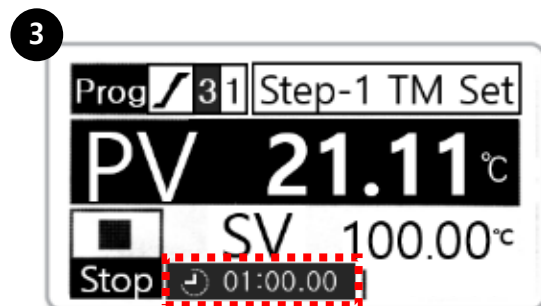 3
Prog 3 1 Step-1 TM Set
PV 21.11 ℃
SV 100.00 ℃
Stop 01:00.00